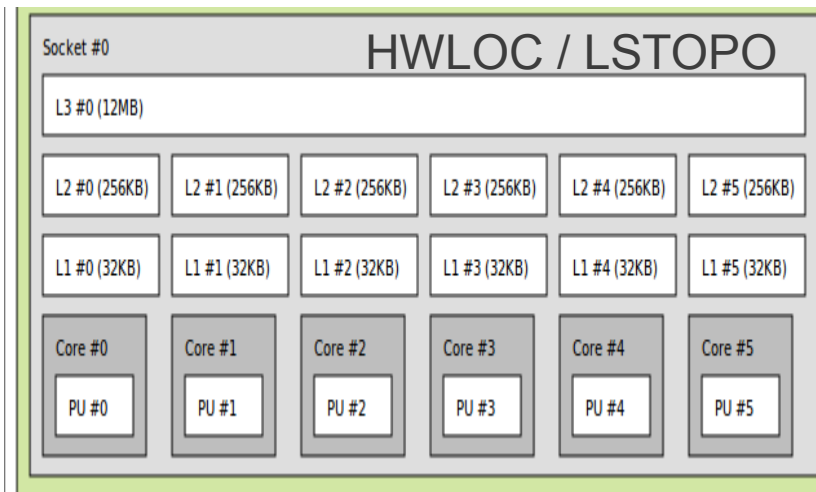 Socket #0
HWLOC / LSTOPO
L3 #0 (12MB)
L2 #0 (256KB) L2 #1 (256KB) L2 #2 (256KB) L2 #3 (256KB) L2 #4 (256KB) L2 #5 (256KB)
L1 #0 (32KB) L1 #1 (32KB) L1 #2 (32KB) L1 #3 (32KB) L1 #4 (32KB) L1 #5 (32KB)
Core #0 Core #1 Core #2 Core #3 Core #4 Core #5
PU #0 PU #1 PU #2 PU #3 PU #4 PU #5